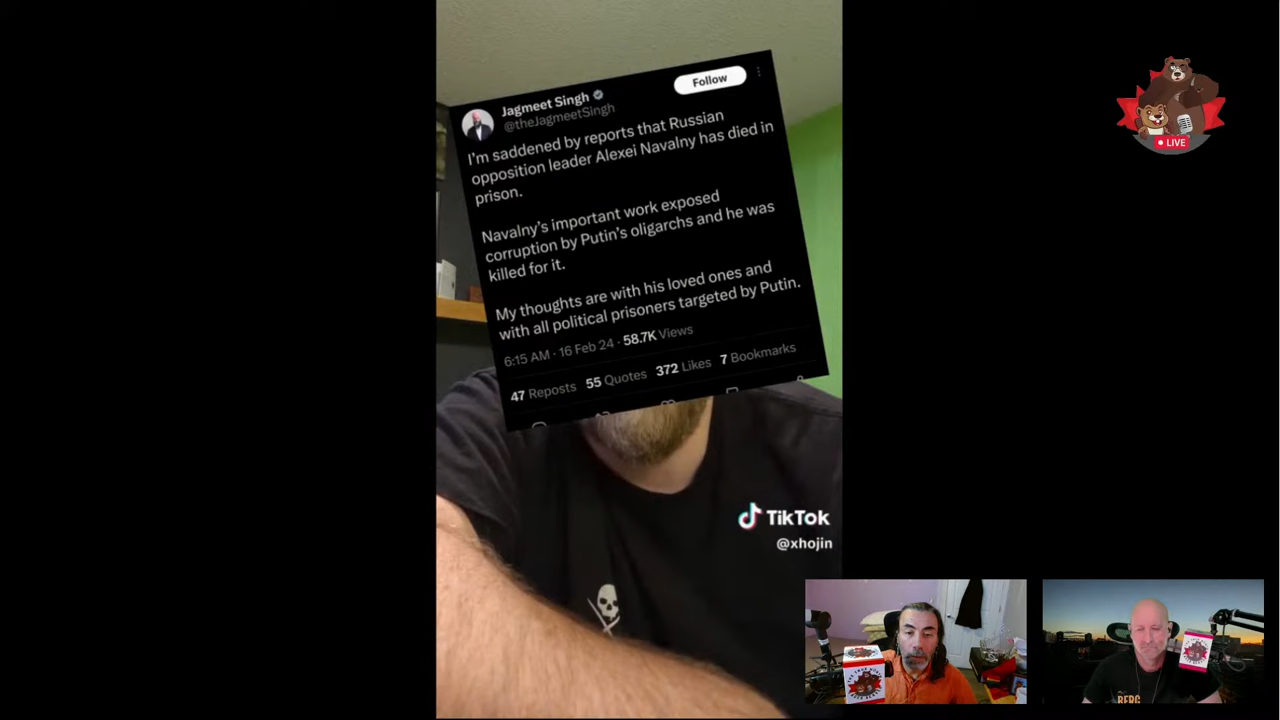 Jagmeet Singh
@theJagmeetSingh
Follow
I'm saddened by reports that Russian
opposition leader Alexei Navalny has died in
prison.
Navalny's important work exposed
corruption by Putin's oligarchs and he was
killed for it.
My thoughts are with his loved ones and
with all political prisoners targeted by Putin.
6:15 AM · 16 Feb 24 · 58.7K Views
47 Reposts 55 Quotes 372 Likes 7 Bookmarks
LIVE
TikTok
@xhojin
BERG